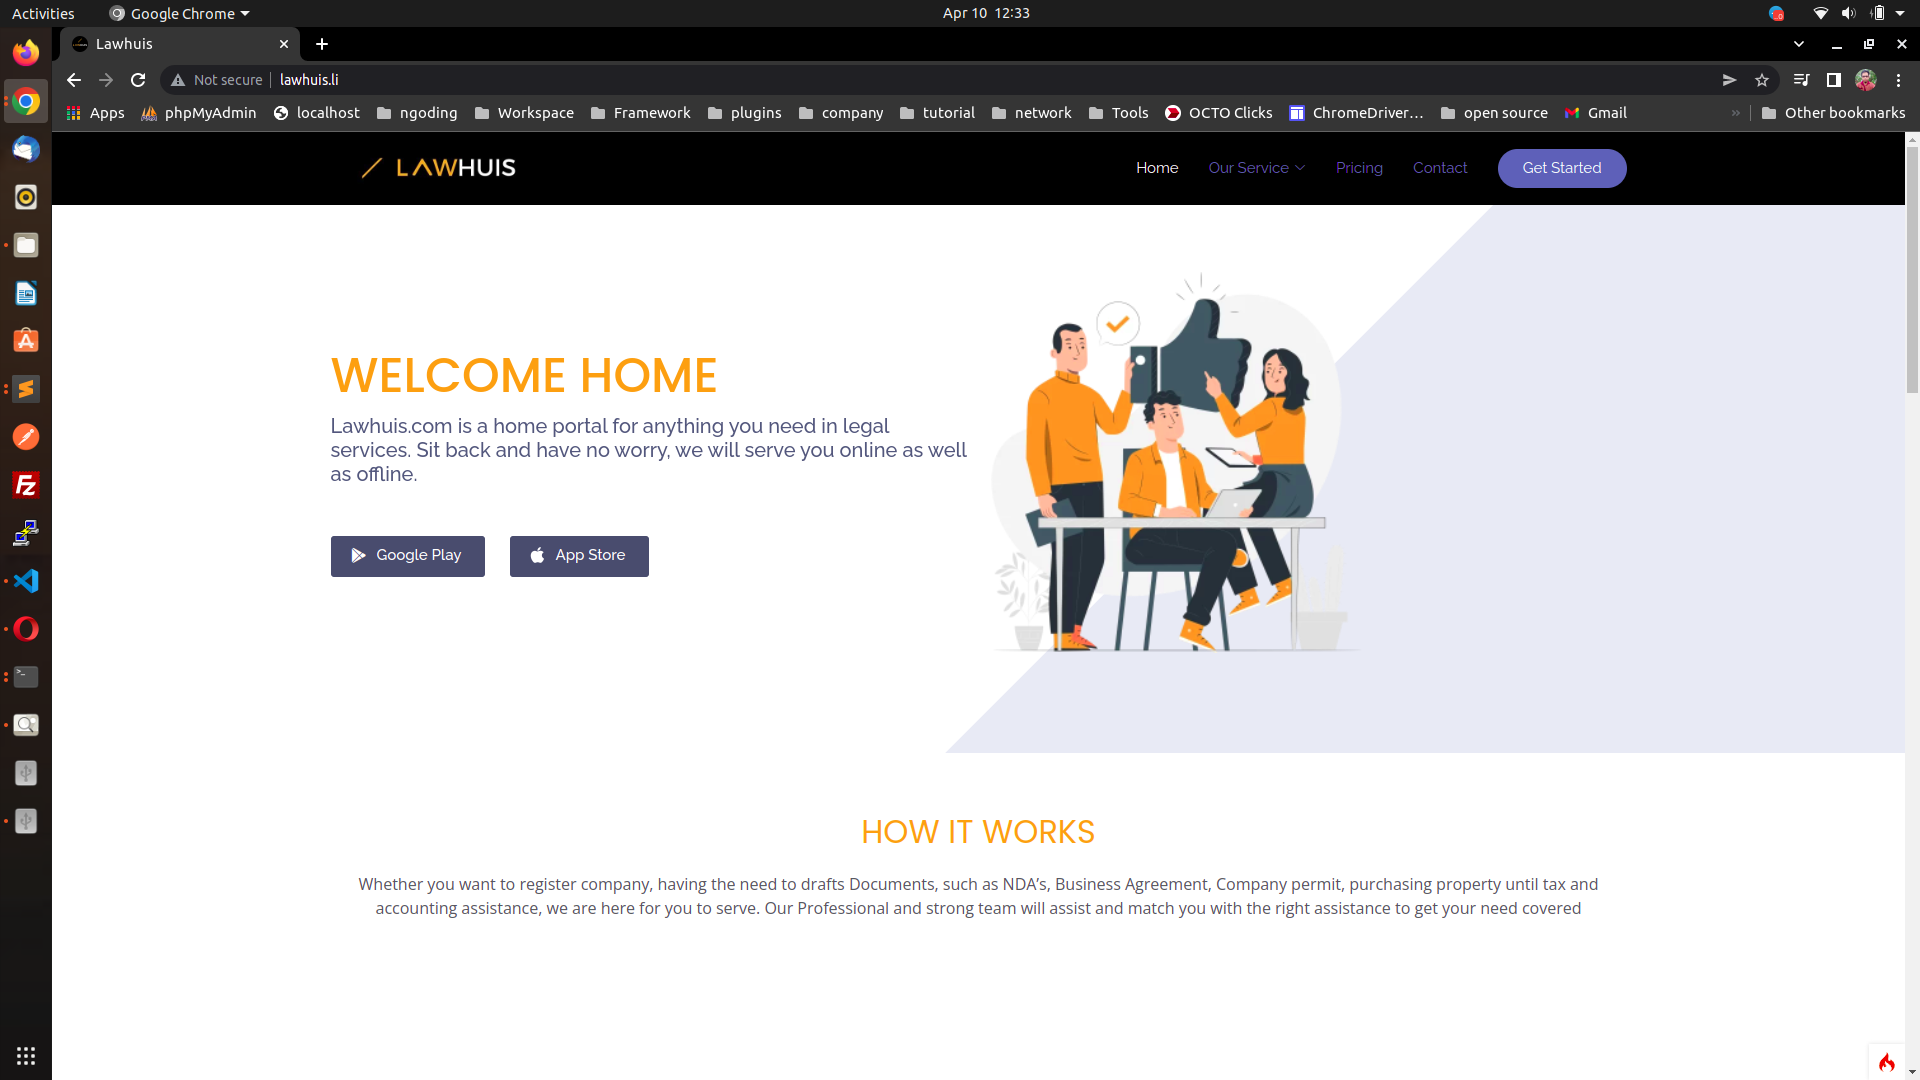 Activities
Google Chrome
Apr 10 12:33
Lawhuis
Not secure
lawhuis.li
Apps
phpMyAdmin
localhost
ngoding
Workspace
Framework
plugins
company
tutorial
network
Tools
OCTO Clicks
ChromeDriver…
open source
Gmail
»
Other bookmarks
LAWHUIS
Home
Our Service
Pricing
Contact
Get Started
WELCOME HOME
Lawhuis.com is a home portal for anything you need in legal
services. Sit back and have no worry, we will serve you online as well
as offline.
Google Play
App Store
HOW IT WORKS
Whether you want to register company, having the need to drafts Documents, such as NDA’s, Business Agreement, Company permit, purchasing property until tax and
accounting assistance, we are here for you to serve. Our Professional and strong team will assist and match you with the right assistance to get your need covered